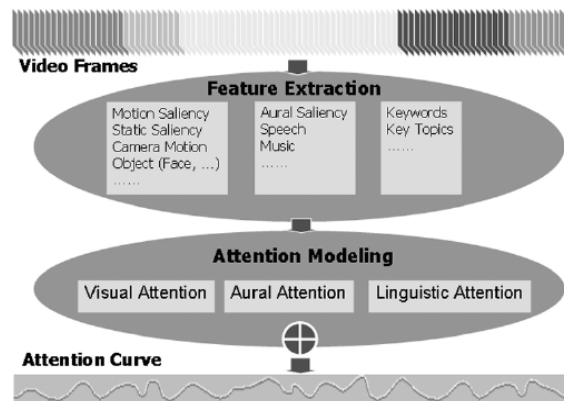 Video Frames
Feature Extraction
Motion Saliency
Static Saliency
Camera Motion
Object (Face, ...)
......
Aural Saliency
Speech
Music
......
Keywords
Key Topics
......
Attention Modeling
Visual Attention
Aural Attention
Linguistic Attention
Attention Curve